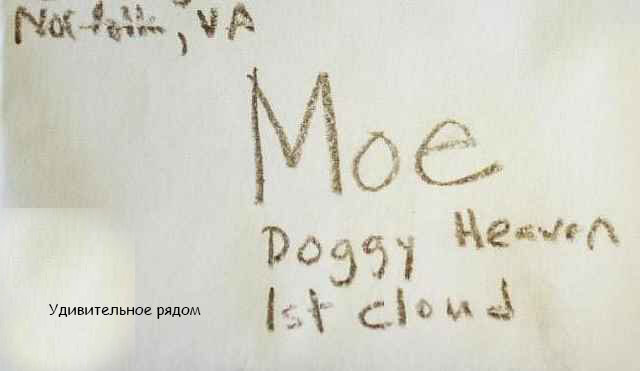 Norfolk, VA
Moe
Doggy Heaven
1st cloud
Удивительное рядом